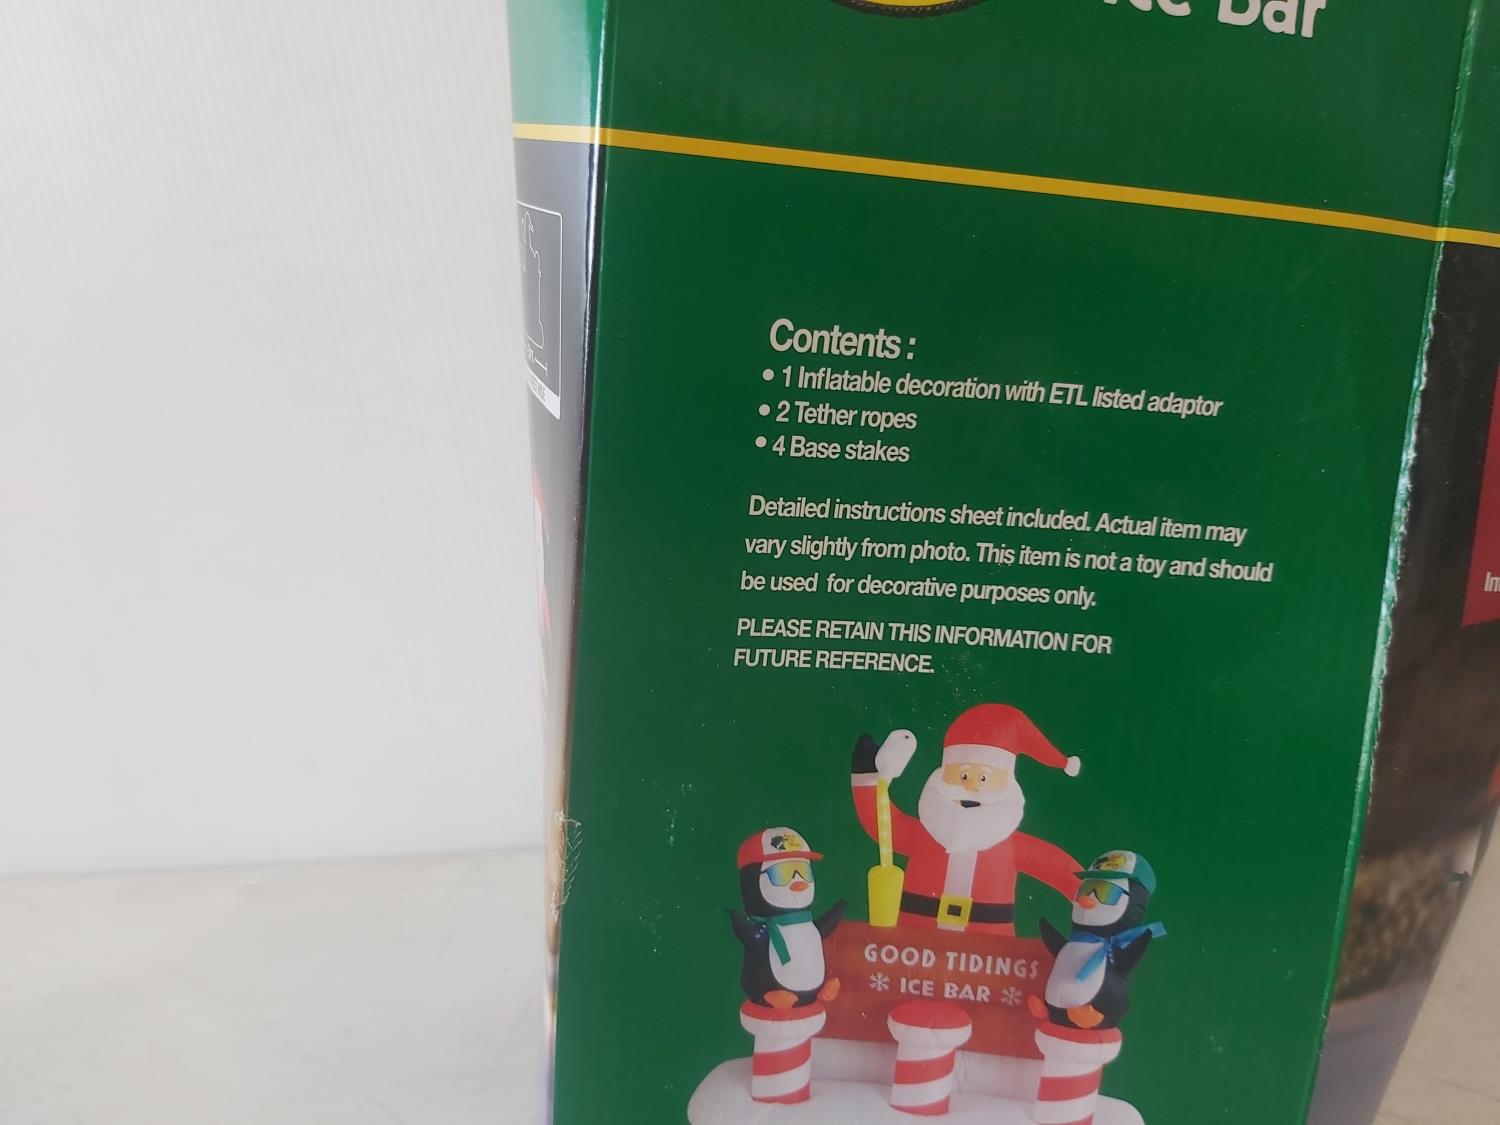 Ice Bar
Contents :
• 1 Inflatable decoration with ETL listed adaptor
• 2 Tether ropes
• 4 Base stakes
Detailed instructions sheet included. Actual item may
vary slightly from photo. This item is not a toy and should
be used for decorative purposes only.
PLEASE RETAIN THIS INFORMATION FOR
FUTURE REFERENCE.
GOOD TIDINGS
ICE BAR